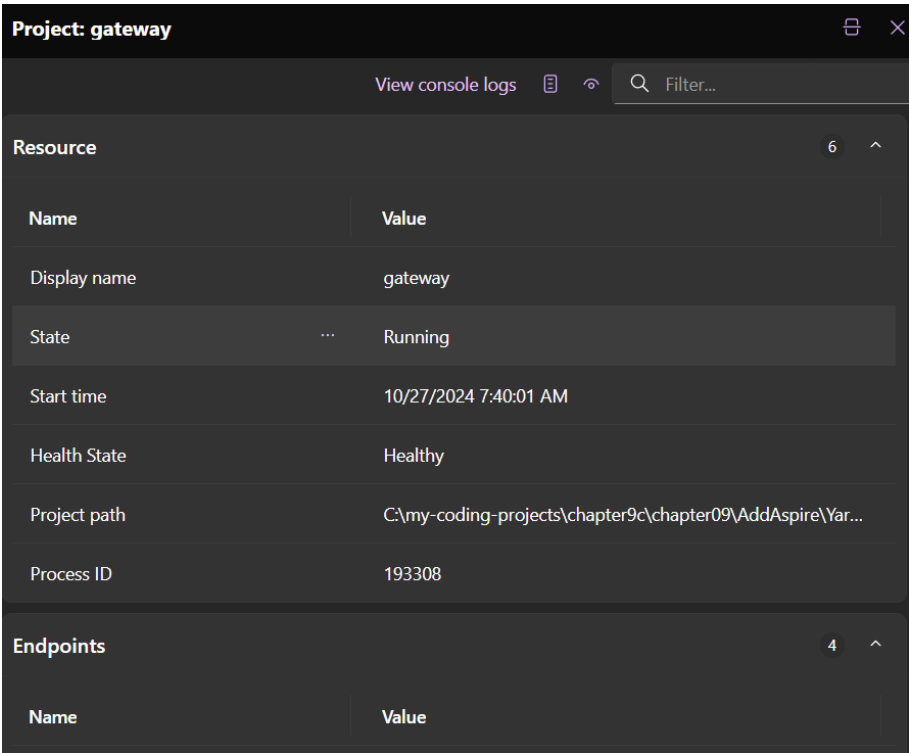 Project: gateway
View console logs Filter...
Resource 6
Name Value
Display name gateway
State ... Running
Start time 10/27/2024 7:40:01 AM
Health State Healthy
Project path C:\my-coding-projects\chapter9c\chapter09\AddAspire\Yar...
Process ID 193308
Endpoints 4
Name Value